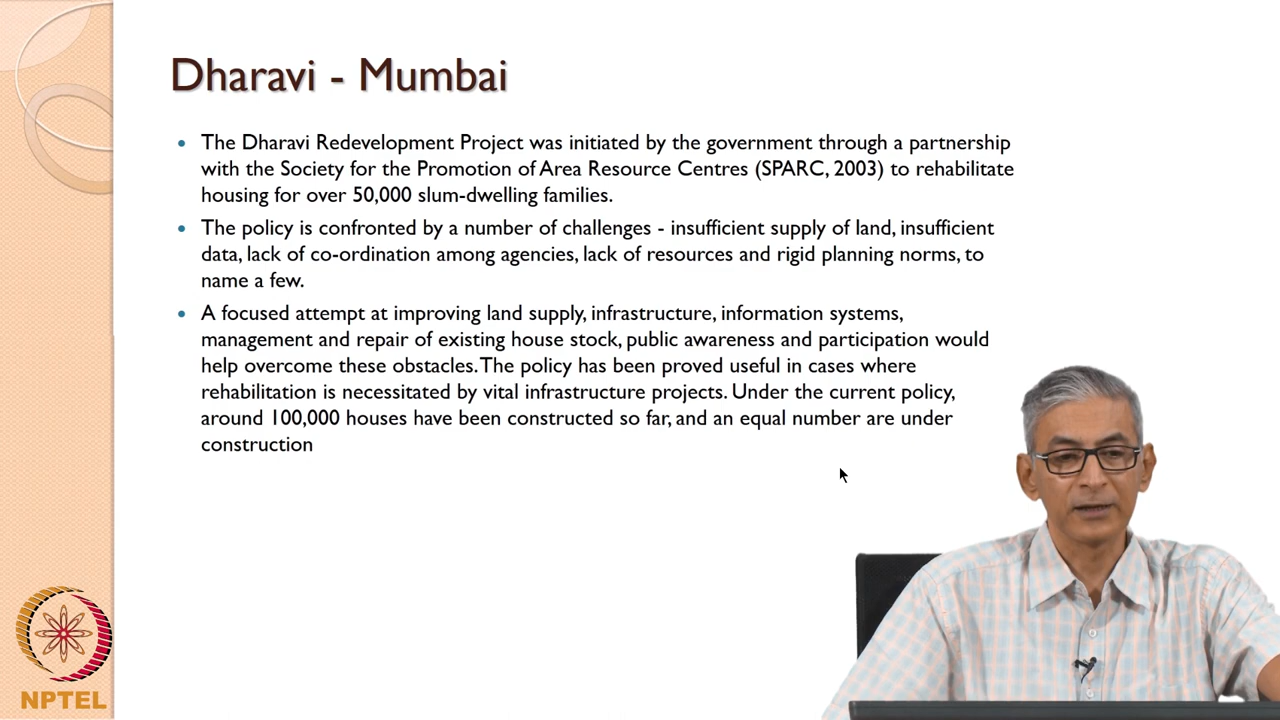 Dharavi - Mumbai
• The Dharavi Redevelopment Project was initiated by the government through a partnership
with the Society for the Promotion of Area Resource Centres (SPARC, 2003) to rehabilitate
housing for over 50,000 slum-dwelling families.
• The policy is confronted by a number of challenges - insufficient supply of land, insufficient
data, lack of co-ordination among agencies, lack of resources and rigid planning norms, to
name a few.
• A focused attempt at improving land supply, infrastructure, information systems,
management and repair of existing house stock, public awareness and participation would
help overcome these obstacles. The policy has been proved useful in cases where
rehabilitation is necessitated by vital infrastructure projects. Under the current policy,
around 100,000 houses have been constructed so far, and an equal number are under
construction
NPTEL